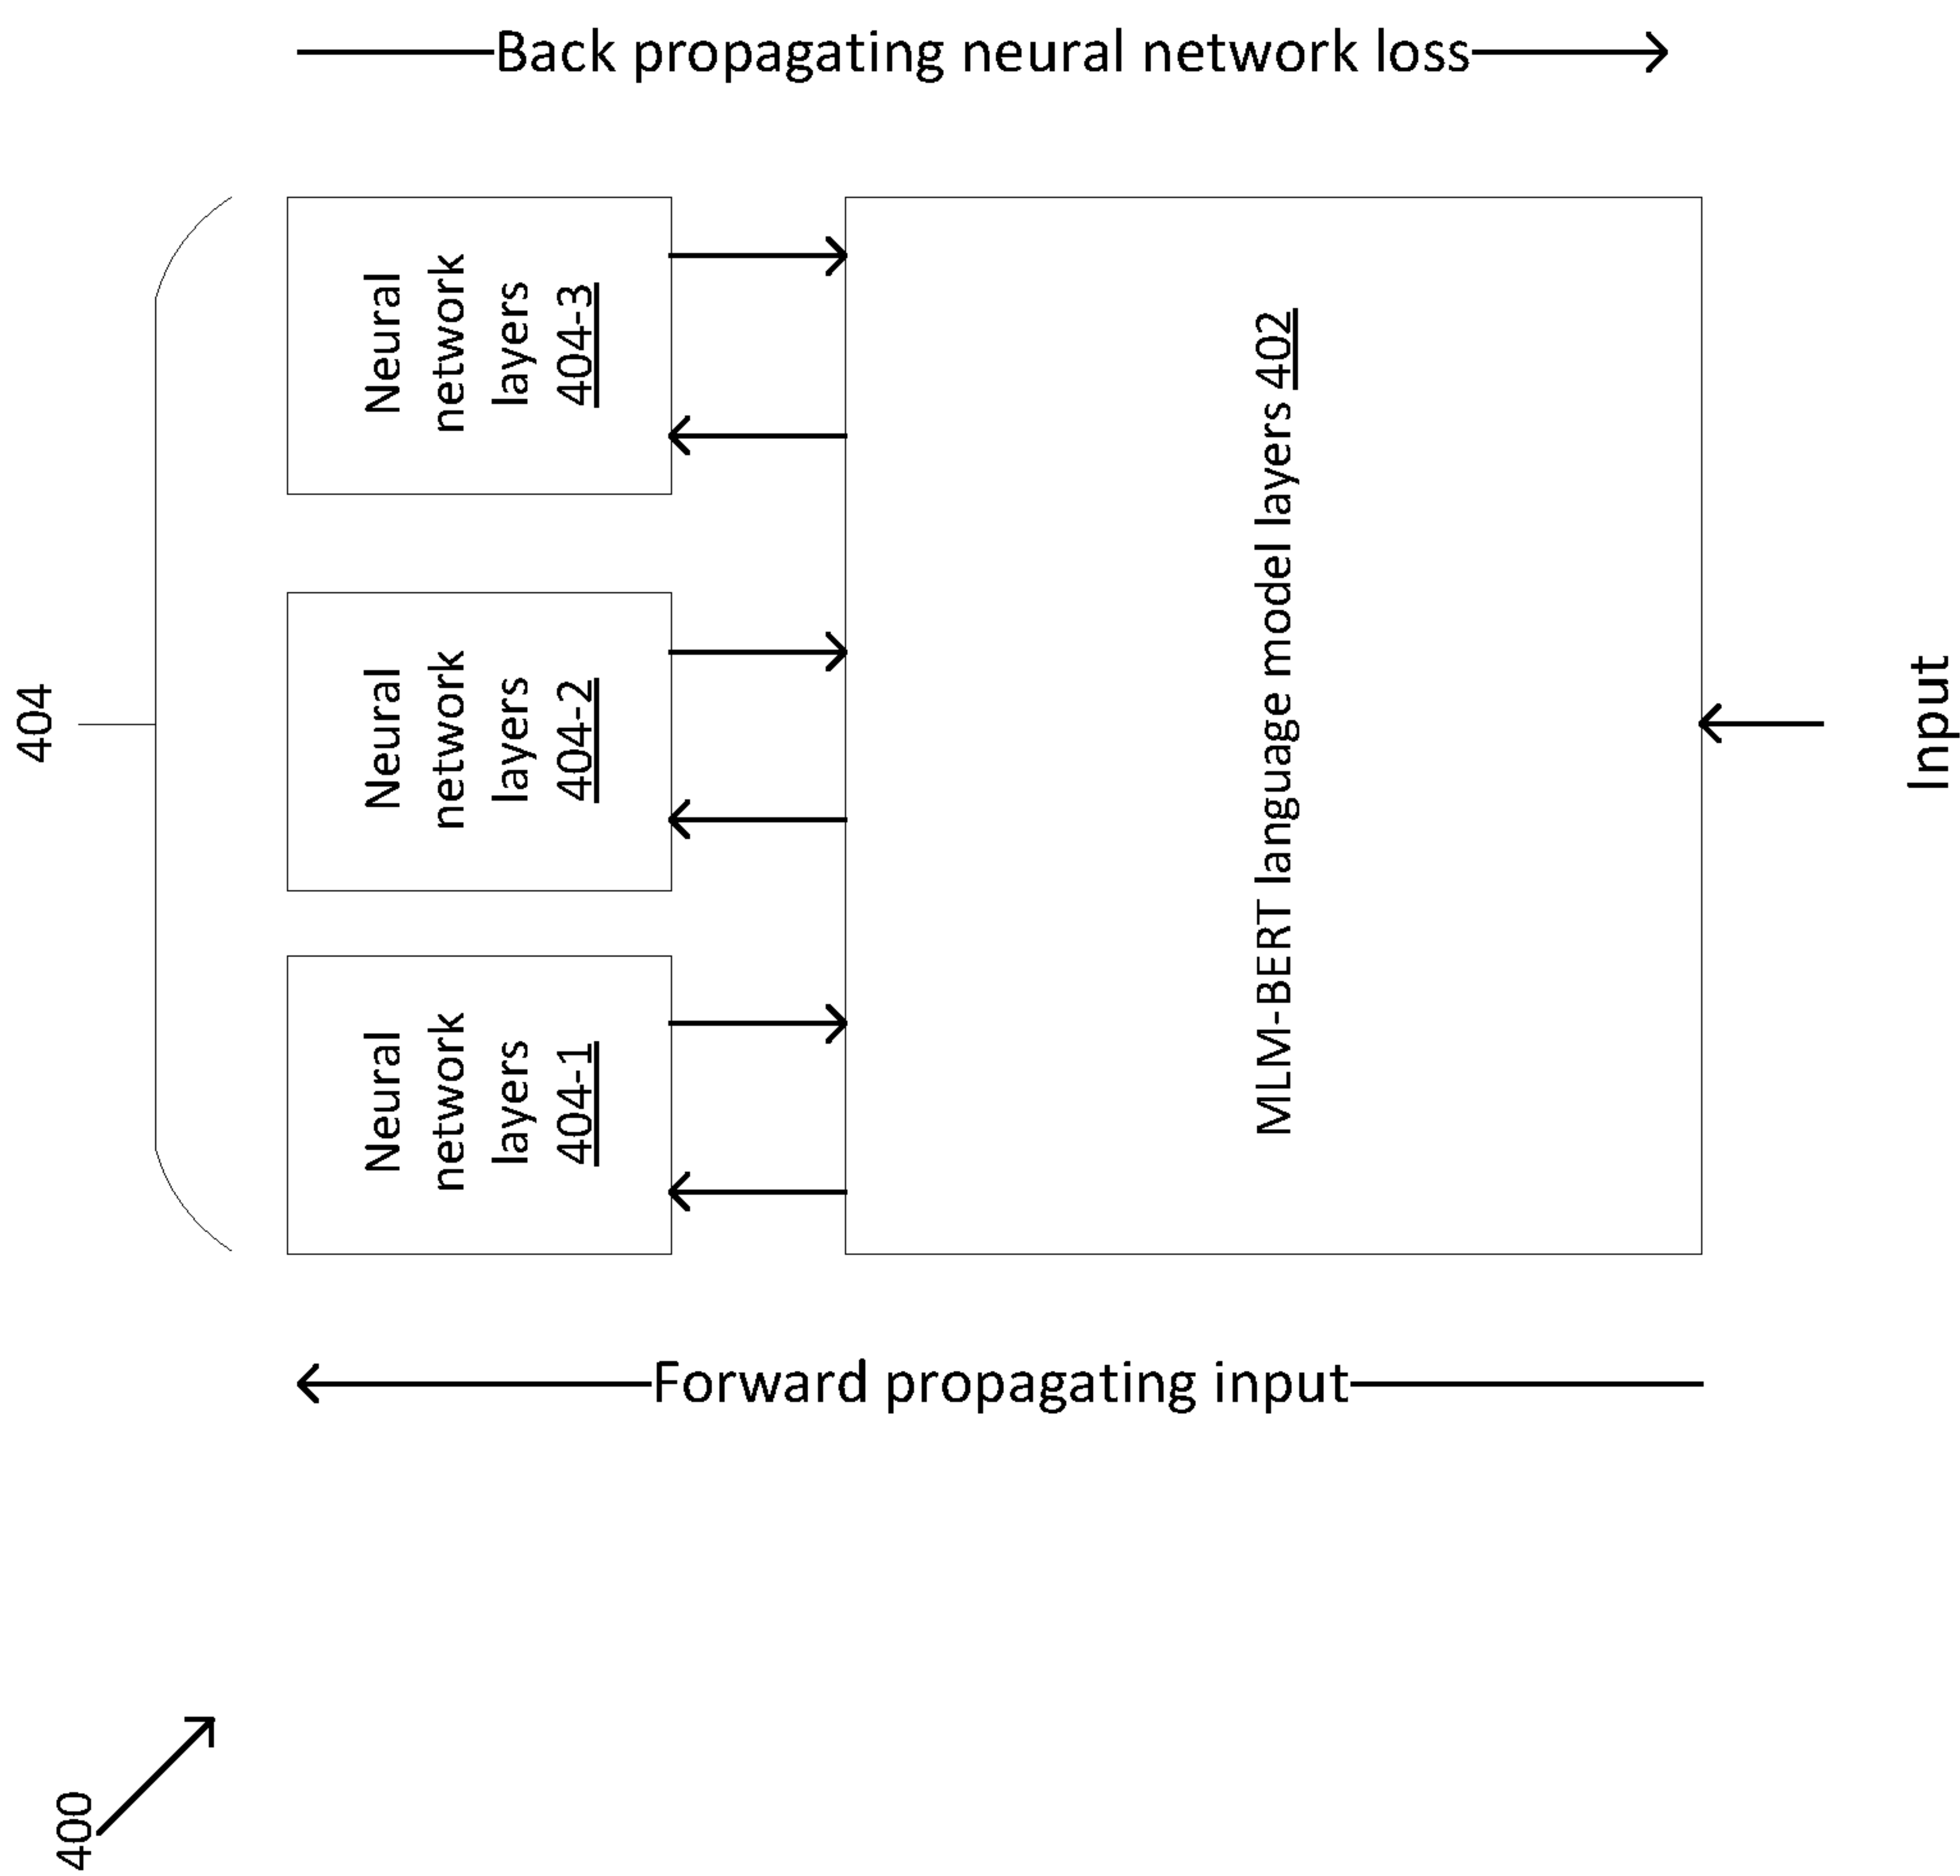 Back propagating neural network loss
404
Neural
network
layers
404-3
Neural
network
layers
404-2
Neural
network
layers
404-1
MLM-BERT language model layers 402
Input
Forward propagating input
400